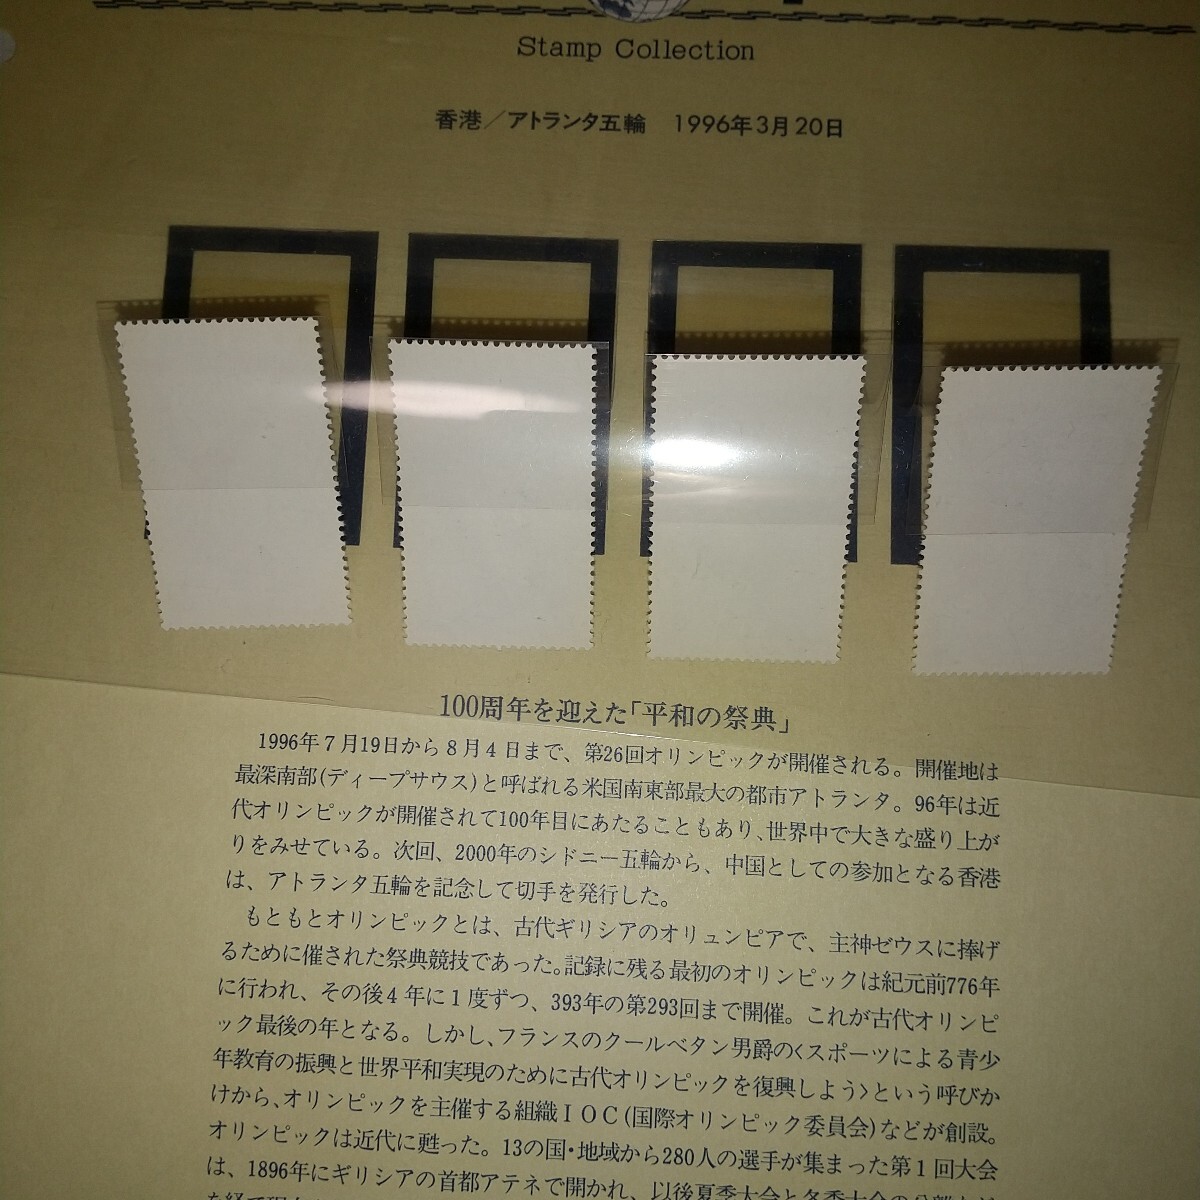 Stamp Collection
香港／アトランタ五輪 1996年3月20日
100周年を迎えた「平和の祭典」
1996年7月19日から8月4日まで、第26回オリンピックが開催される。開催地は
最深南部(ディープサウス)と呼ばれる米国南東部最大の都市アトランタ。96年は近
代オリンピックが開催されて100年目にあたることもあり、世界中で大きな盛り上が
りをみせている。次回、2000年のシドニー五輪から、中国としての参加となる香港
は、アトランタ五輪を記念して切手を発行した。
もともとオリンピックとは、古代ギリシアのオリュンピアで、主神ゼウスに捧げ
るために催された祭典競技であった。記録に残る最初のオリンピックは紀元前776年
に行われ、その後4年に1度ずつ、393年の第293回まで開催。これが古代オリンピ
ック最後の年となる。しかし、フランスのクールベタン男爵の〈スポーツによる青少
年教育の振興と世界平和実現のために古代オリンピックを復興しよう〉という呼びか
けから、オリンピックを主催する組織IOC(国際オリンピック委員会)などが創設。
オリンピックは近代に甦った。13の国・地域から280人の選手が集まった第1回大会
は、1896年にギリシアの首都アテネで開かれ、以後夏季大会と冬季大会の分離などは